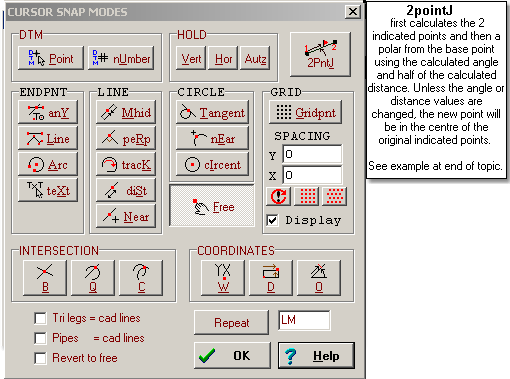 CURSOR SNAP MODES
DTM
Point
nUmber
HOLD
Vert
Hor
Autz
2PntJ
ENDPNT
anY
Line
Arc
teXt
LINE
Mhid
peRp
tracK
diSt
Near
CIRCLE
Tangent
nEar
cIrcent
Free
GRID
Gridpnt
SPACING
Y 0
X 0
Display
INTERSECTION
B
Q
C
COORDINATES
W
D
O
Tri legs = cad lines
Pipes = cad lines
Revert to free
Repeat
LM
OK
Help
2pointJ
first calculates the 2
indicated points and then a
polar from the base point
using the calculated angle
and half of the calculated
distance. Unless the angle or
distance values are
changed, the new point will
be in the centre of the
original indicated points.
See example at end of topic.